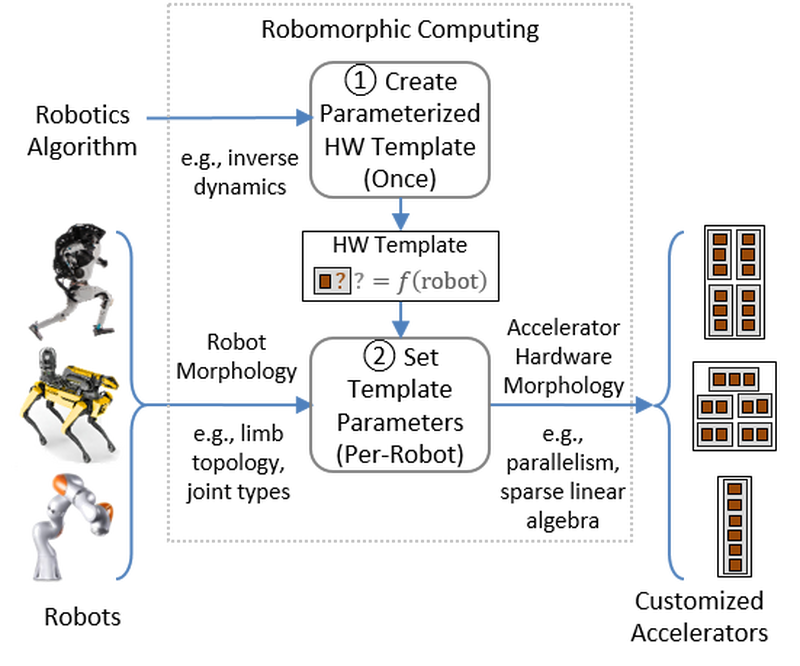 Robomorphic Computing
① Create
Parameterized
HW Template
(Once)
Robotics
Algorithm
e.g., inverse
dynamics
HW Template
? ? = f(robot)
Robot
Morphology
② Set
Template
Parameters
(Per-Robot)
Accelerator
Hardware
Morphology
e.g., limb
topology,
joint types
e.g.,
parallelism,
sparse linear
algebra
Robots
Customized
Accelerators